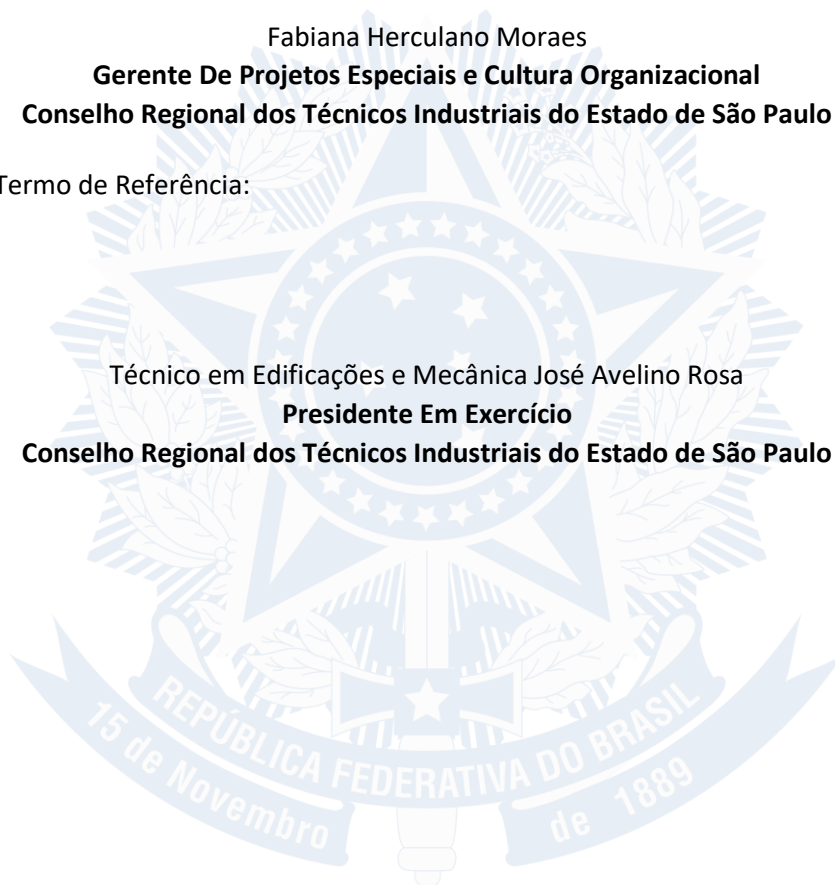 Fabiana Herculano Moraes
Gerente De Projetos Especiais e Cultura Organizacional
Conselho Regional dos Técnicos Industriais do Estado de São Paulo
Termo de Referência:
Técnico em Edificações e Mecânica José Avelino Rosa
Presidente Em Exercício
Conselho Regional dos Técnicos Industriais do Estado de São Paulo
REPÚBLICA FEDERATIVA DO BRASIL
15 de Novembro de 1889